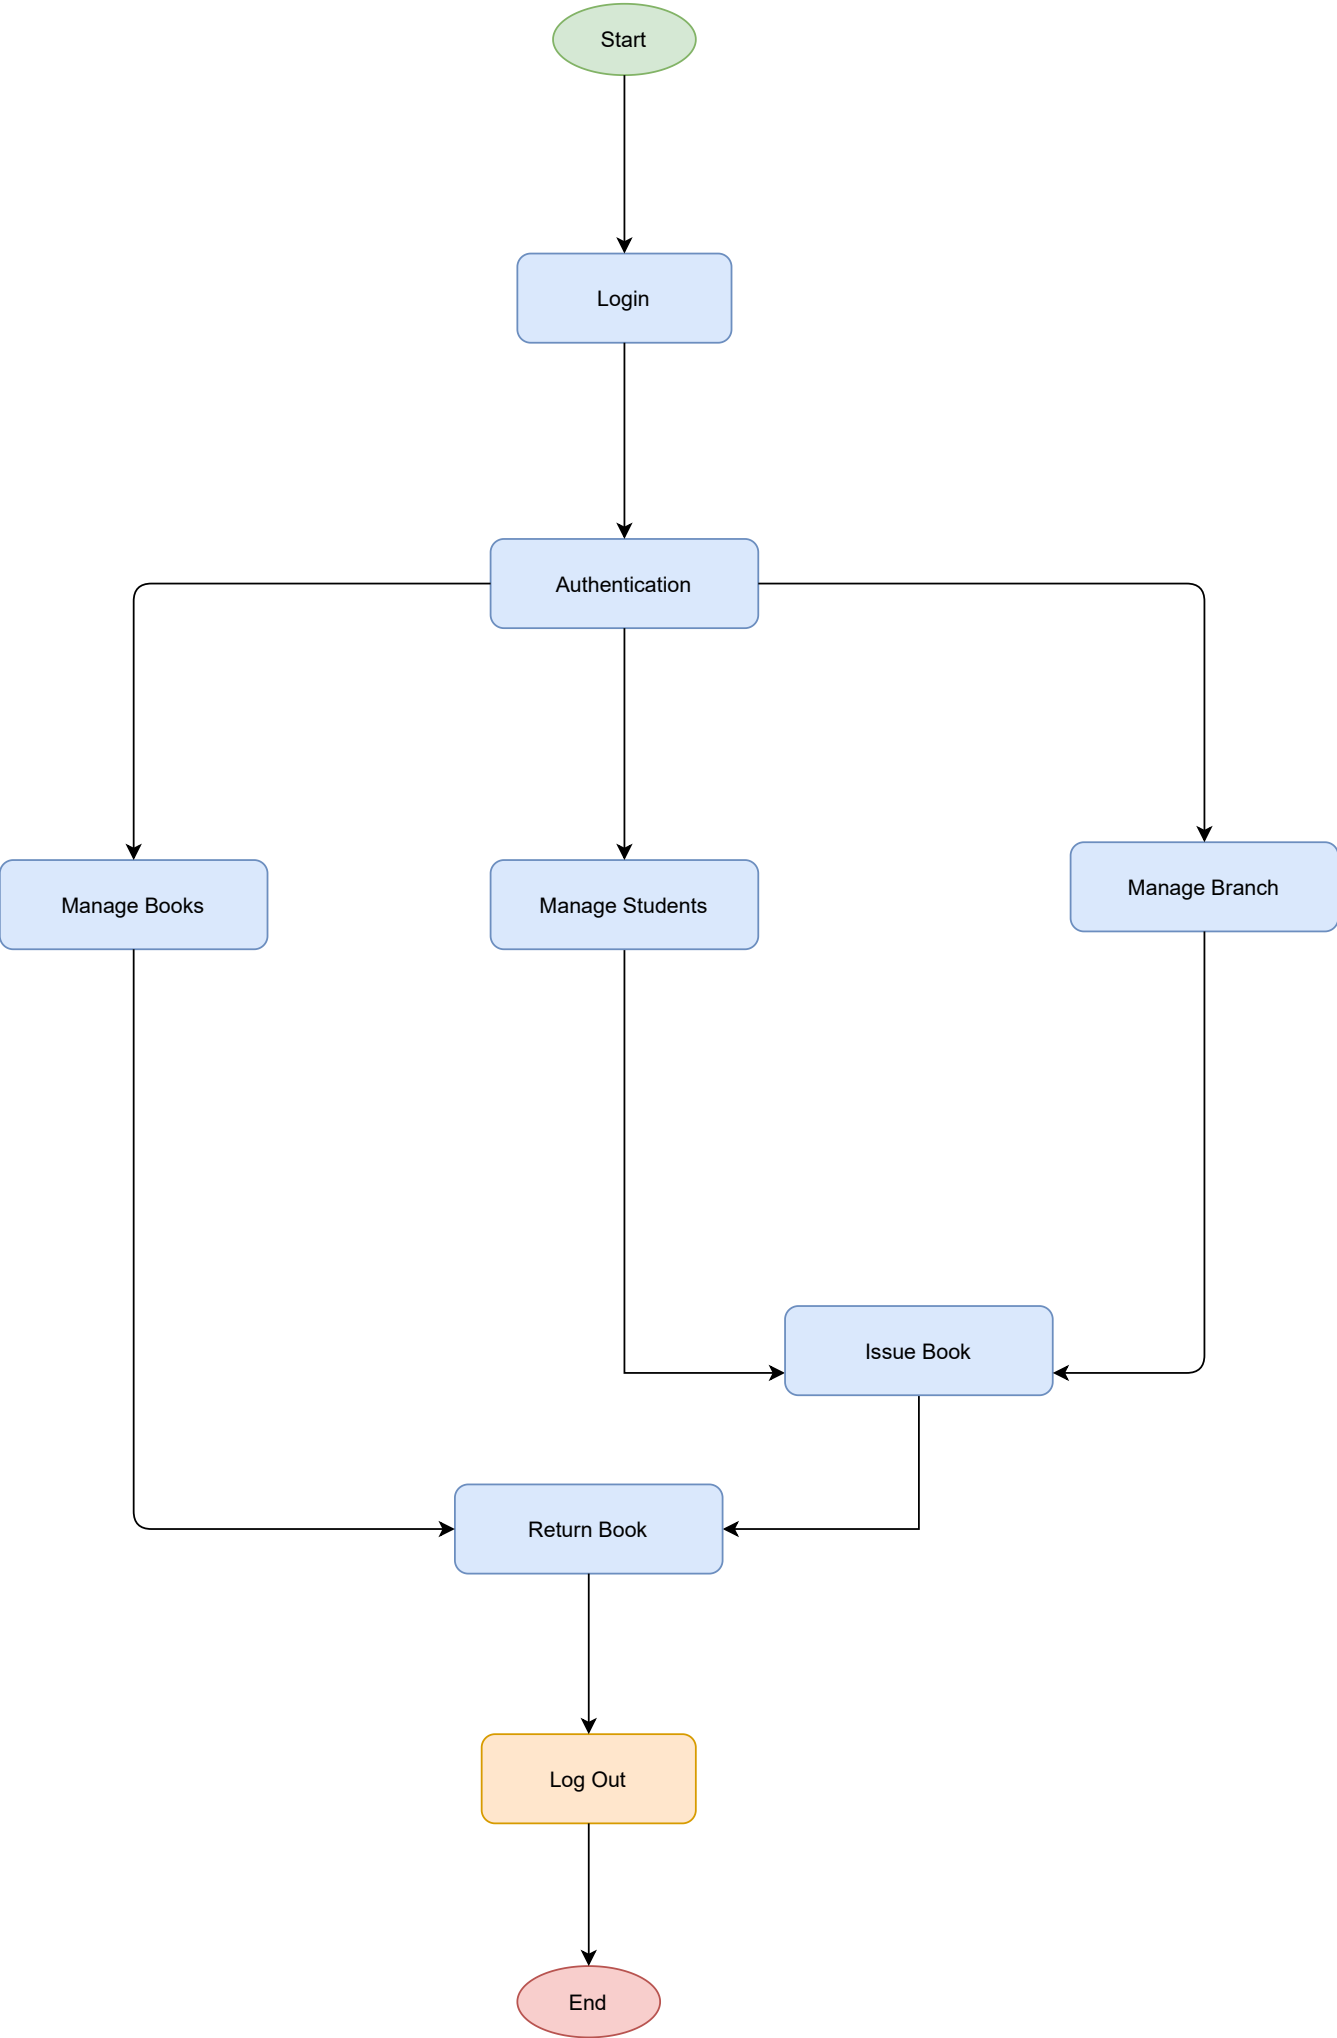 Start
Login
Authentication
Manage Books
Manage Students
Manage Branch
Issue Book
Return Book
Log Out
End